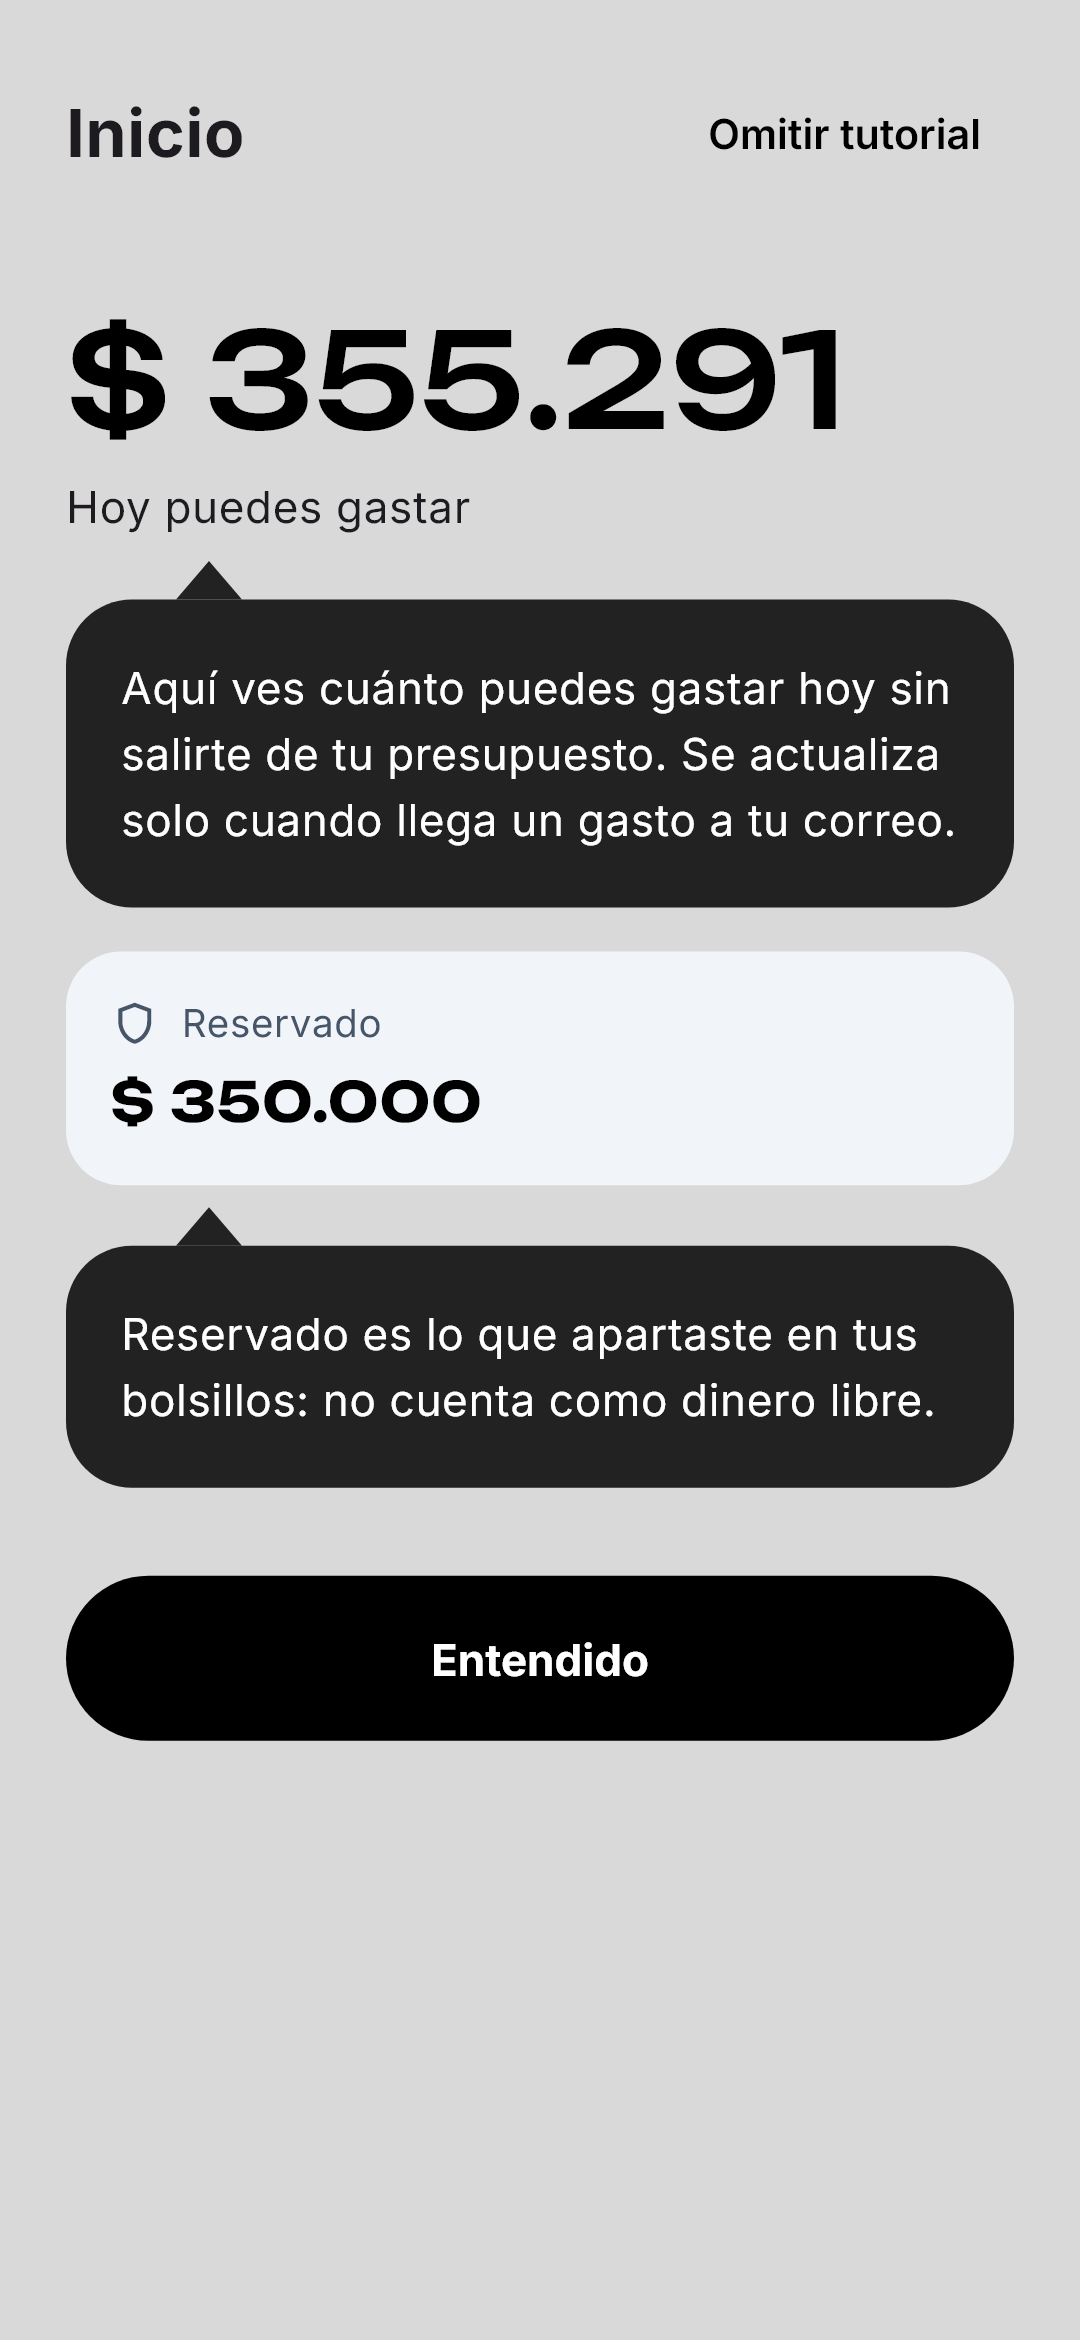 Inicio
Omitir tutorial
$ 355.291
Hoy puedes gastar
Aquí ves cuánto puedes gastar hoy sin
salirte de tu presupuesto. Se actualiza
solo cuando llega un gasto a tu correo.
Reservado
$ 350.000
Reservado es lo que apartaste en tus
bolsillos: no cuenta como dinero libre.
Entendido